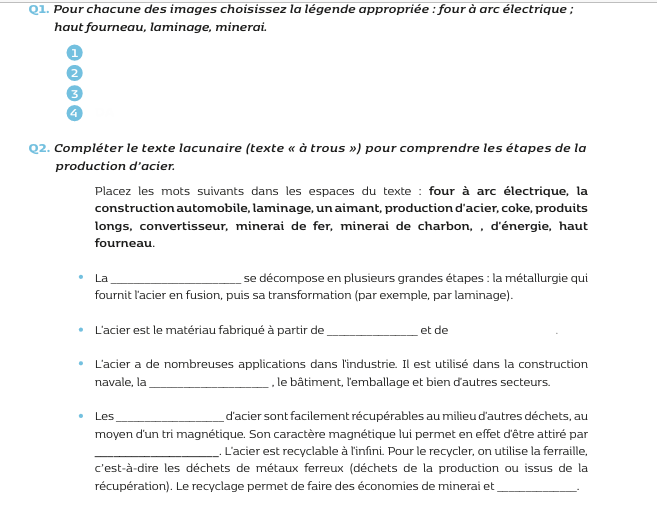 Q1. Pour chacune des images choisissez la légende appropriée : four à arc électrique ;
haut fourneau, laminage, minerai.
1
2
3
4
Q2. Compléter le texte lacunaire (texte « à trous ») pour comprendre les étapes de la
production d'acier.
Placez les mots suivants dans les espaces du texte : four à arc électrique, la
construction automobile, laminage, un aimant, production d'acier, coke, produits
longs, convertisseur, minerai de fer, minerai de charbon, , d'énergie, haut
fourneau.
• La ____________________ se décompose en plusieurs grandes étapes : la métallurgie qui
fournit l'acier en fusion, puis sa transformation (par exemple, par laminage).
• L'acier est le matériau fabriqué à partir de ______________ et de .
• L'acier a de nombreuses applications dans l'industrie. Il est utilisé dans la construction
navale, la __________________ , le bâtiment, l'emballage et bien d'autres secteurs.
• Les ________________ d'acier sont facilement récupérables au milieu d'autres déchets, au
moyen d'un tri magnétique. Son caractère magnétique lui permet en effet d'être attiré par
___________________. L'acier est recyclable à l'infini. Pour le recycler, on utilise la ferraille,
c'est-à-dire les déchets de métaux ferreux (déchets de la production ou issus de la
récupération). Le recyclage permet de faire des économies de minerai et ____________.